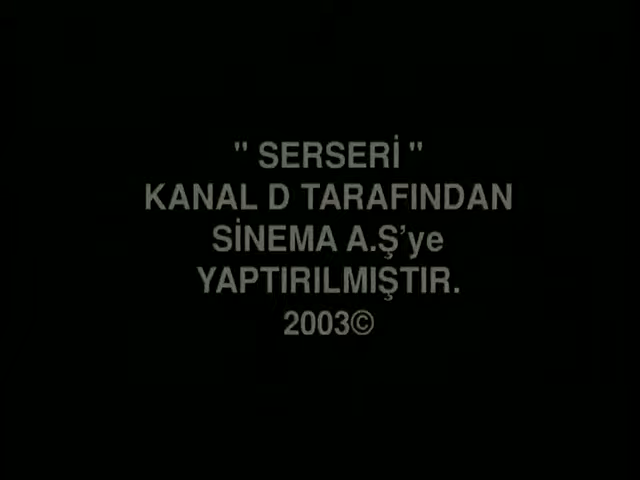 " SERSERİ "
KANAL D TARAFINDAN
SİNEMA A.Ş'ye
YAPTIRILMIŞTIR.
2003©